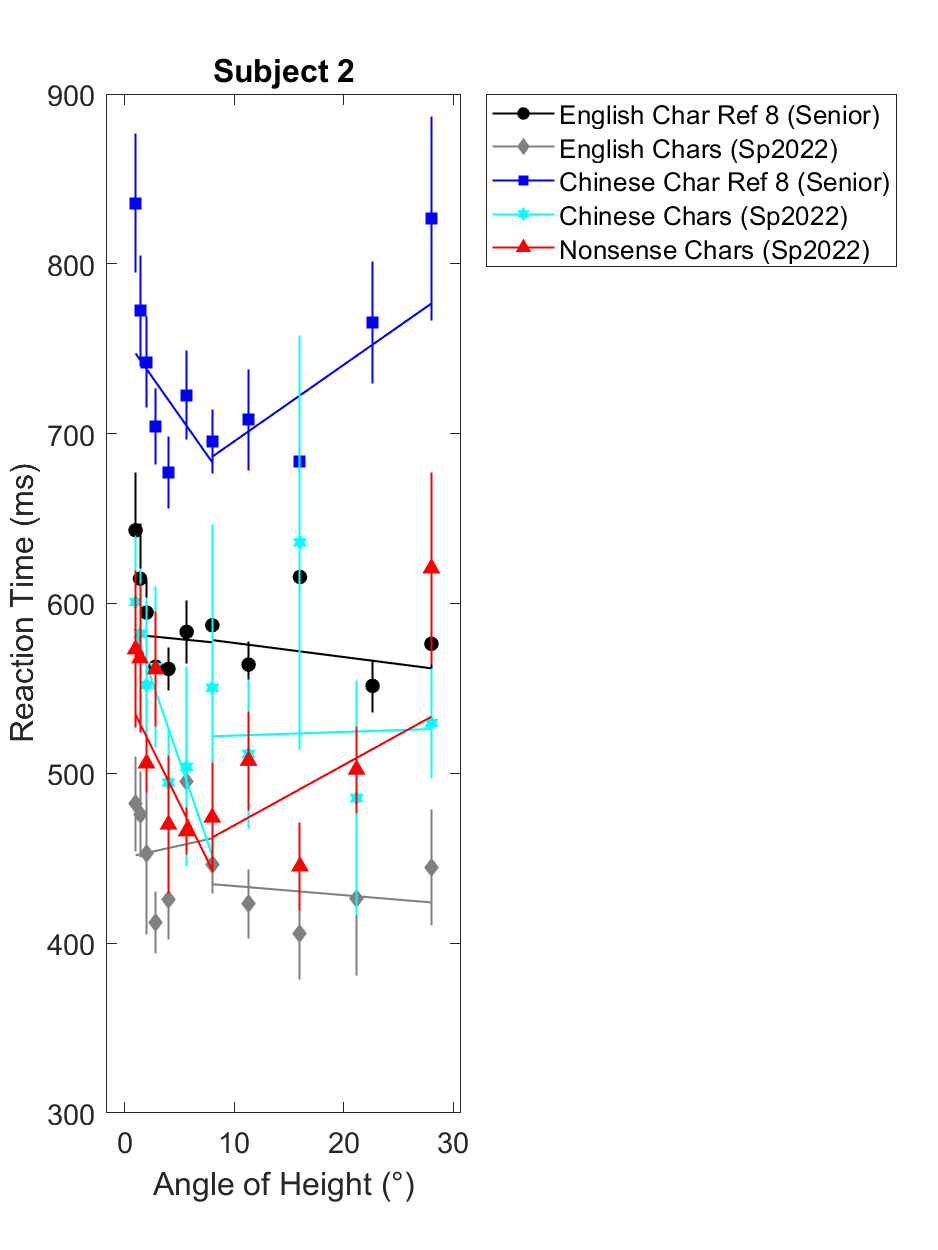 Subject 2
900
800
700
600
500
400
300
0 10 20 30
Reaction Time (ms)
Angle of Height (°)
English Char Ref 8 (Senior)
English Chars (Sp2022)
Chinese Char Ref 8 (Senior)
Chinese Chars (Sp2022)
Nonsense Chars (Sp2022)